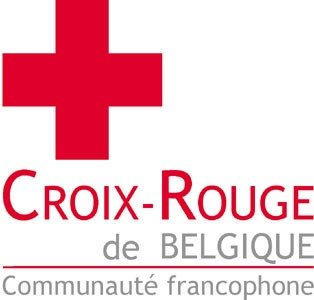 CROIX-ROUGE
de BELGIQUE
Communauté francophone